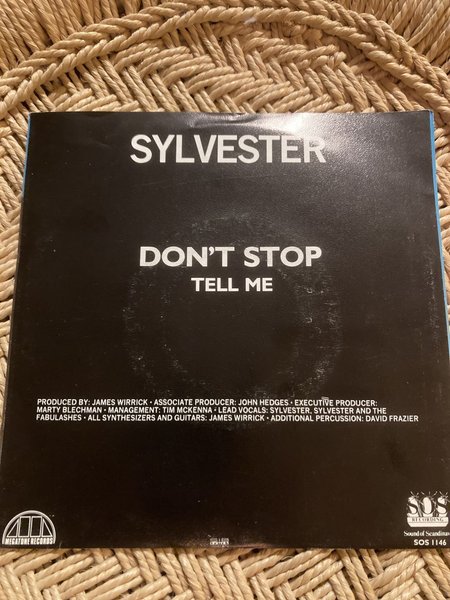 SYLVESTER
DON'T STOP
TELL ME
PRODUCED BY: JAMES WIRRICK • ASSOCIATE PRODUCER: JOHN HEDGES • EXECUTIVE PRODUCER:
MARTY BLECHMAN • MANAGEMENT: TIM MCKENNA • LEAD VOCALS: SYLVESTER, SYLVESTER AND THE
FABULASHES • ALL SYNTHESIZERS AND GUITARS: JAMES WIRRICK • ADDITIONAL PERCUSSION: DAVID FRAZIER
MEGATONE RECORDS
SOS
RECORDING
Sound of Scandinav
SOS 1146